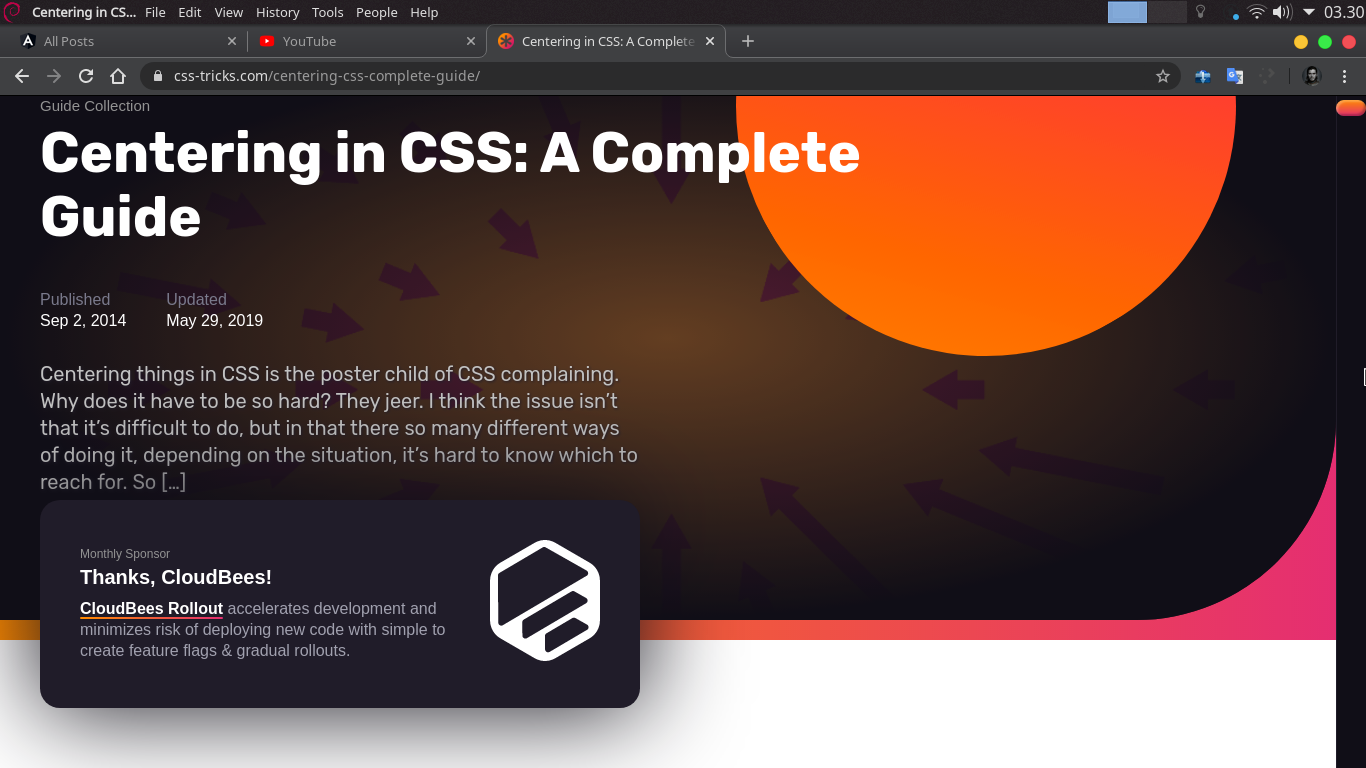 Centering in CS... File Edit View History Tools People Help 03.30
All Posts YouTube Centering in CSS: A Complete
css-tricks.com/centering-css-complete-guide/
Guide Collection
Centering in CSS: A Complete
Guide
Published Updated
Sep 2, 2014 May 29, 2019
Centering things in CSS is the poster child of CSS complaining.
Why does it have to be so hard? They jeer. I think the issue isn’t
that it’s difficult to do, but in that there so many different ways
of doing it, depending on the situation, it’s hard to know which to
reach for. So [...]
Monthly Sponsor
Thanks, CloudBees!
CloudBees Rollout accelerates development and
minimizes risk of deploying new code with simple to
create feature flags & gradual rollouts.